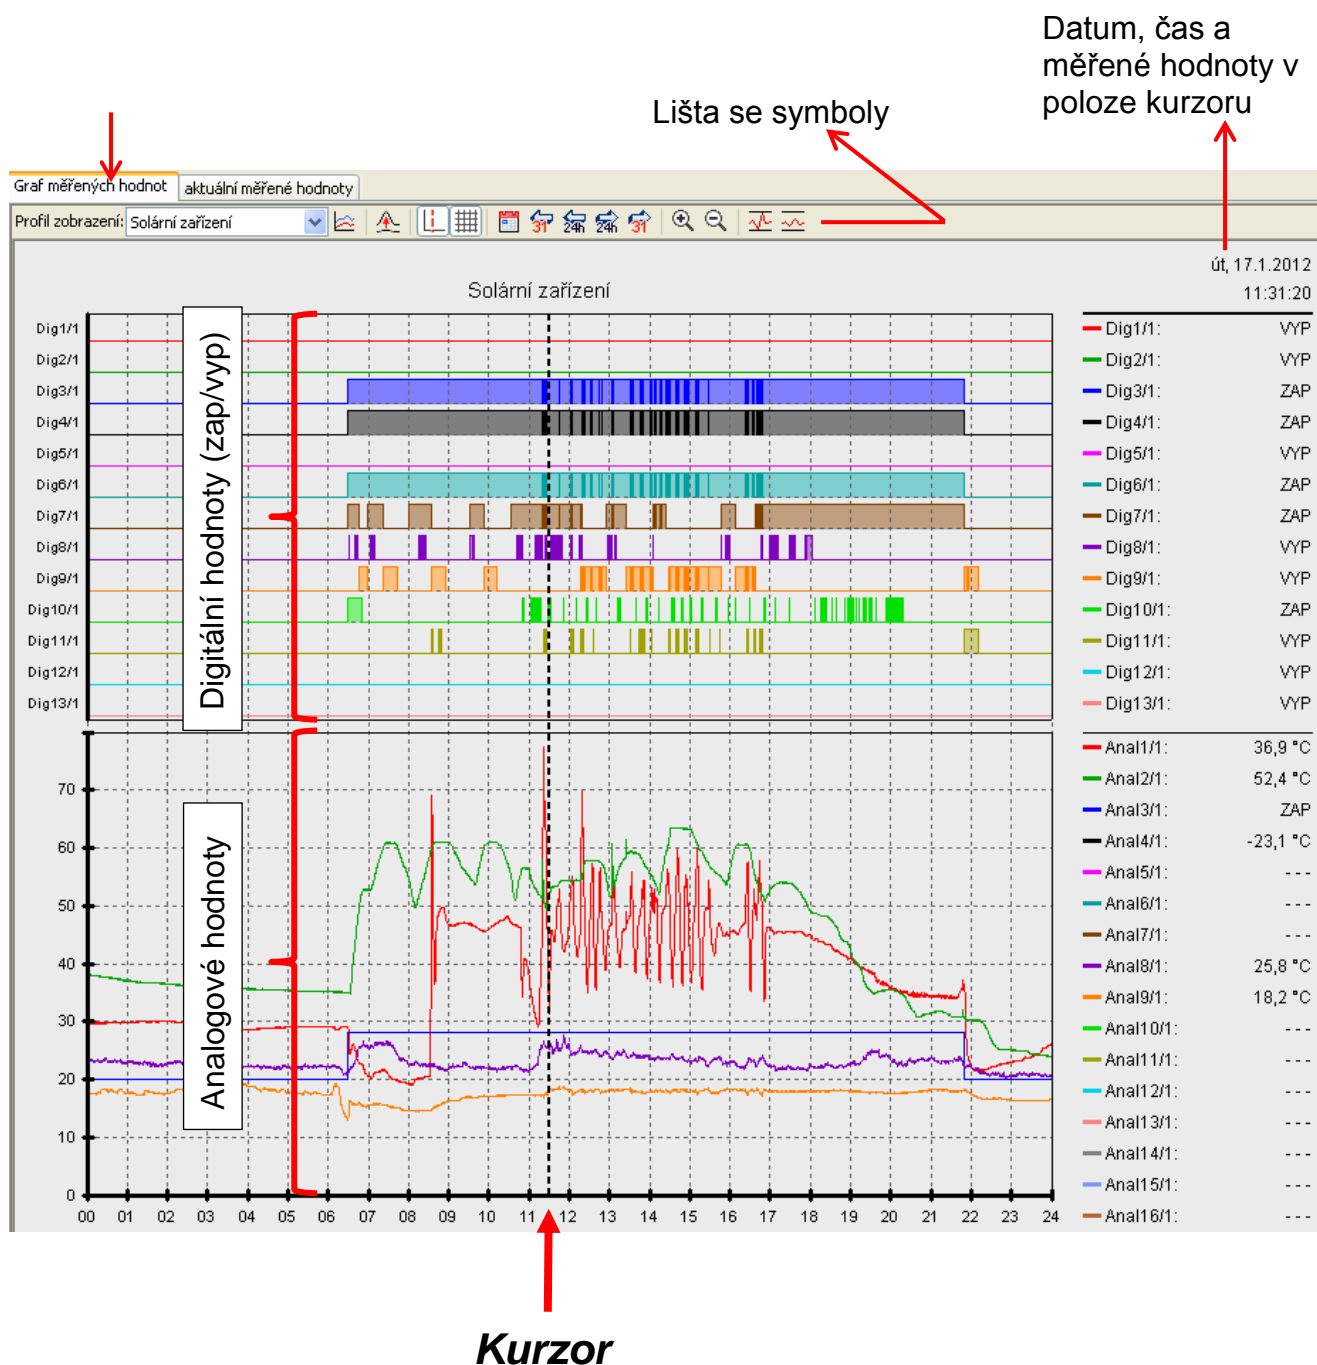 Datum, čas a
měřené hodnoty v
poloze kurzoru
Lišta se symboly
Graf měřených hodnot
aktuální měřené hodnoty
Profil zobrazení: Solární zařízení
31 24h 24h 31
út, 17.1.2012
11:31:20
Solární zařízení
Dig1/1
Dig2/1
Dig3/1
Dig4/1
Dig5/1
Dig6/1
Dig7/1
Dig8/1
Dig9/1
Dig10/1
Dig11/1
Dig12/1
Dig13/1
Digitální hodnoty (zap/vyp)
Dig1/1: VYP
Dig2/1: VYP
Dig3/1: ZAP
Dig4/1: ZAP
Dig5/1: VYP
Dig6/1: ZAP
Dig7/1: ZAP
Dig8/1: VYP
Dig9/1: VYP
Dig10/1: ZAP
Dig11/1: VYP
Dig12/1: VYP
Dig13/1: VYP
70
60
50
40
30
20
10
0
Analogové hodnoty
Anal1/1: 36,9 °C
Anal2/1: 52,4 °C
Anal3/1: ZAP
Anal4/1: -23,1 °C
Anal5/1: ---
Anal6/1: ---
Anal7/1: ---
Anal8/1: 25,8 °C
Anal9/1: 18,2 °C
Anal10/1: ---
Anal11/1: ---
Anal12/1: ---
Anal13/1: ---
Anal14/1: ---
Anal15/1: ---
Anal16/1: ---
00 01 02 03 04 05 06 07 08 09 10 11 12 13 14 15 16 17 18 19 20 21 22 23 24
Kurzor